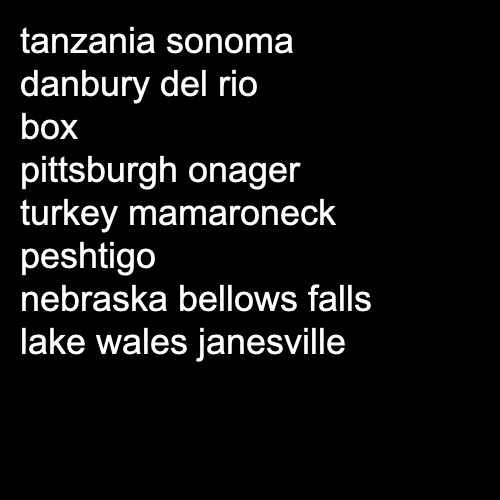 tanzania sonoma
danbury del rio
box
pittsburgh onager
turkey mamaroneck
peshtigo
nebraska bellows falls
lake wales janesville